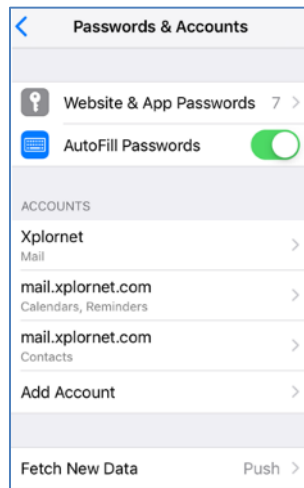 Passwords & Accounts
Website & App Passwords 7
AutoFill Passwords
ACCOUNTS
Xplornet
Mail
mail.xplornet.com
Calendars, Reminders
mail.xplornet.com
Contacts
Add Account
Fetch New Data Push